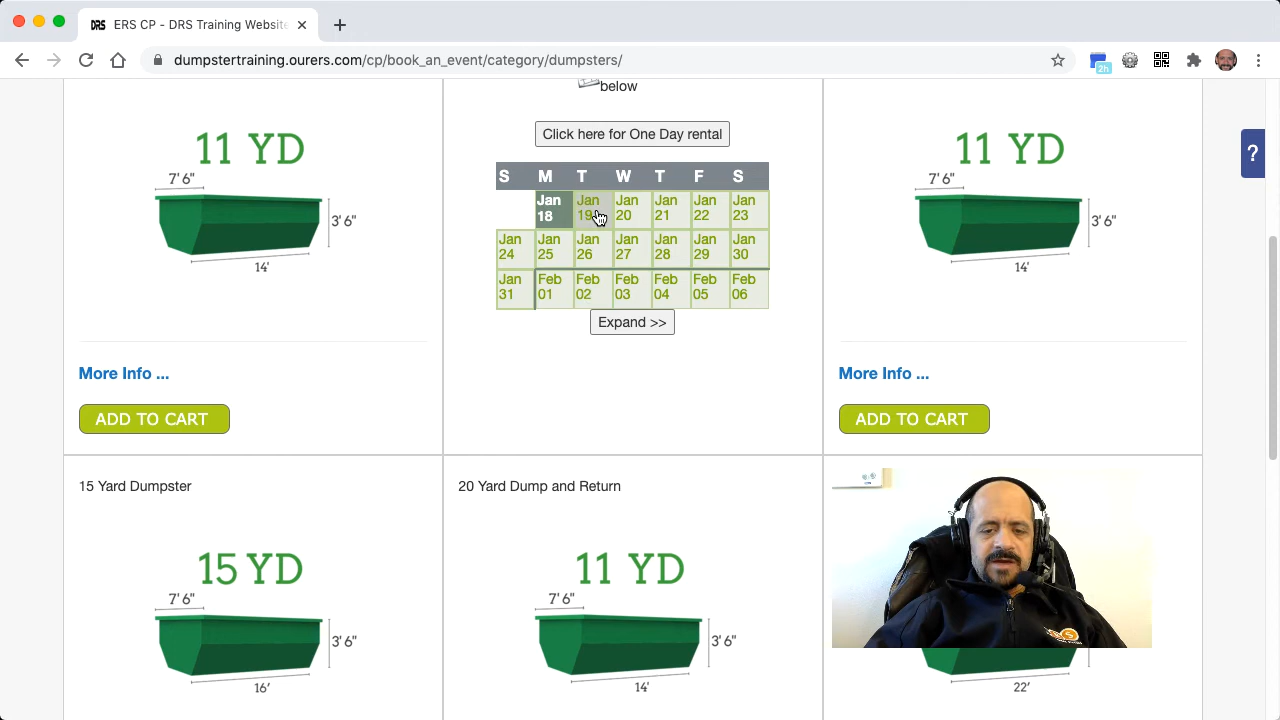 DRS ERS CP - DRS Training Website
dumpstertraining.ourers.com/cp/book_an_event/category/dumpsters/
2h
below
Click here for One Day rental
S M T W T F S
Jan 18 Jan 19 Jan 20 Jan 21 Jan 22 Jan 23
Jan 24 Jan 25 Jan 26 Jan 27 Jan 28 Jan 29 Jan 30
Jan 31 Feb 01 Feb 02 Feb 03 Feb 04 Feb 05 Feb 06
Expand >>
11 YD
7' 6"
3' 6"
14'
More Info ...
ADD TO CART
11 YD
7' 6"
3' 6"
14'
More Info ...
ADD TO CART
?
15 Yard Dumpster
15 YD
7' 6"
3' 6"
16'
20 Yard Dump and Return
11 YD
7' 6"
3' 6"
14'
22'